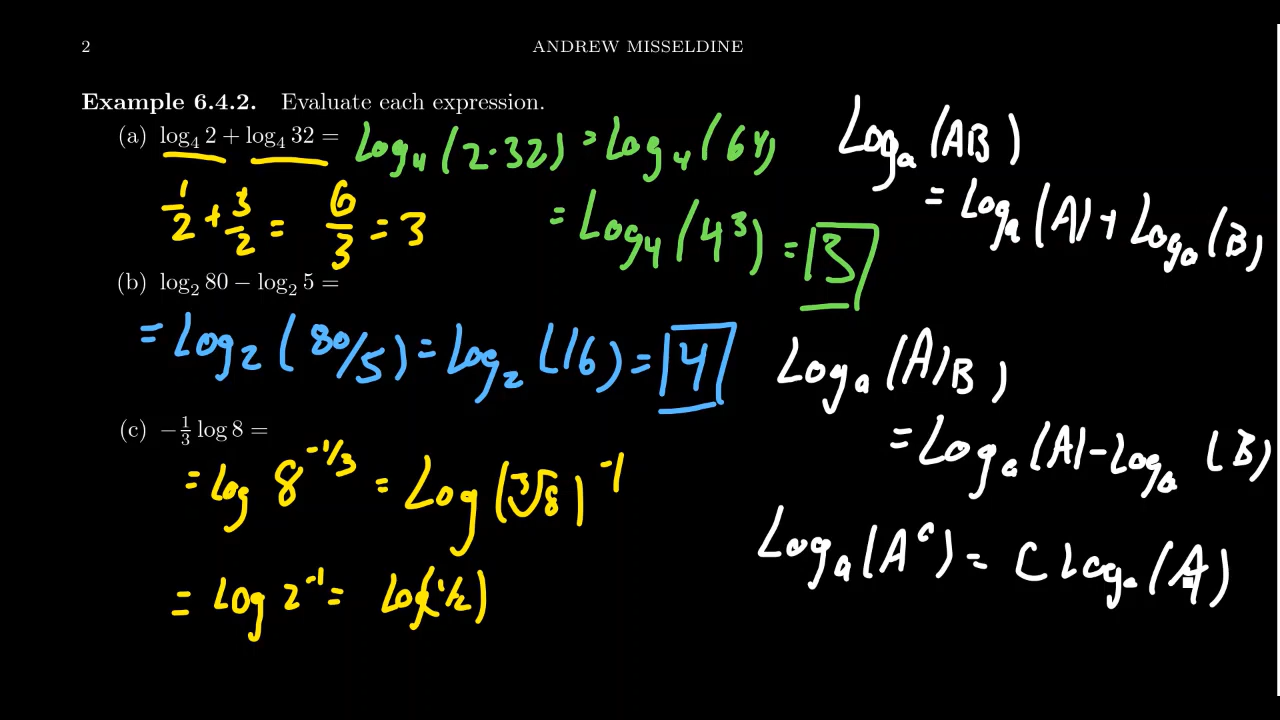 2 ANDREW MISSELDINE
Example 6.4.2. Evaluate each expression.
(a) log₄ 2 + log₄ 32 = Log₄ (2·32) = Log₄ (64)
1/2 + 3/2 = 6/3 = 3
= Log₄ (4³) = 3
Logₐ (AB)
= Logₐ (A) + Logₐ (B)
(b) log₂ 80 − log₂ 5 =
= Log₂ (80/5) = Log₂ (16) = 4
Logₐ (A/B)
= Logₐ (A) - Logₐ (B)
(c) −1/3 log 8 =
= log 8^(-1/3) = Log (∛8)^(-1)
Logₐ (A^C) = C Logₐ (A)
= Log 2^(-1) = Log(1/2)